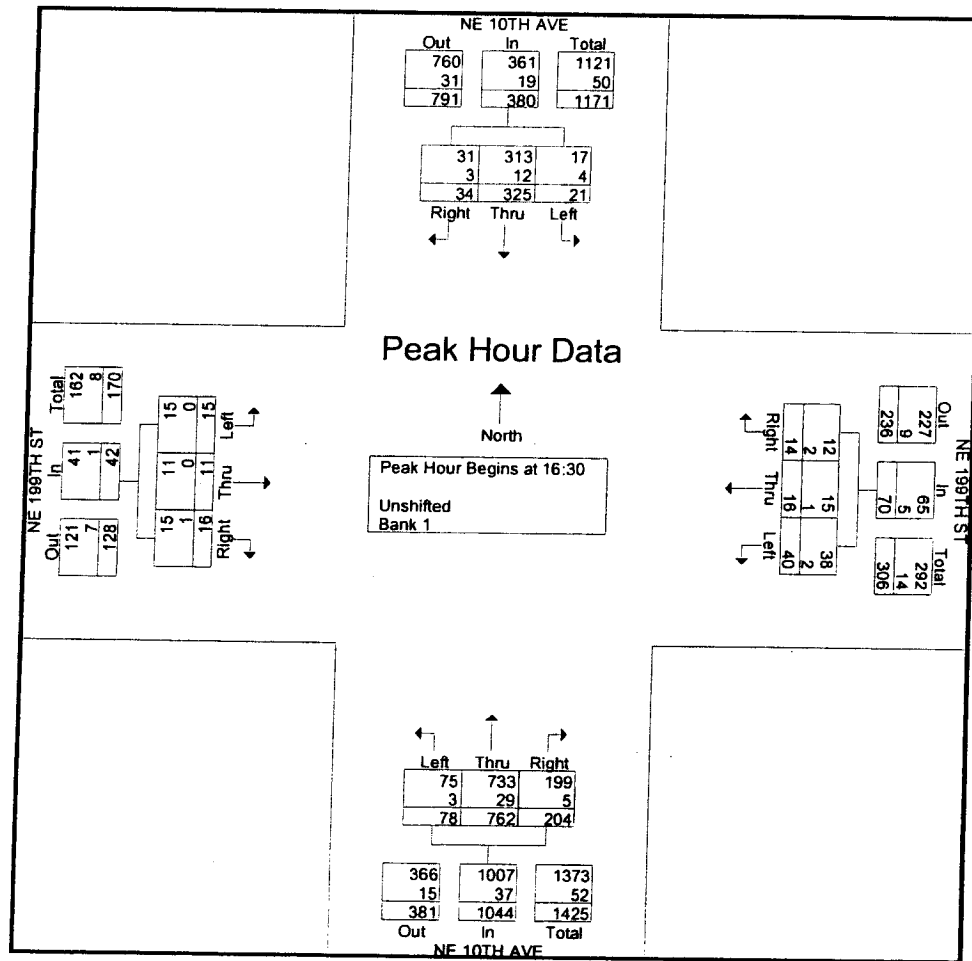 NE 10TH AVE
Out In Total
760 361 1121
31 19 50
791 380 1171
31 313 17
3 12 4
34 325 21
Right Thru Left
Peak Hour Data
North
Peak Hour Begins at 16:30
Unshifted
Bank 1
NE 199TH ST
Total In Out
162 41 121
8 1 7
170 42 128
Left Thru Right
15 11 15
0 0 1
15 11 16
NE 199TH ST
Out In Total
227 65 292
9 5 14
236 70 306
12 15 38
2 1 2
14 16 40
Right Thru Left
Left Thru Right
75 733 199
3 29 5
78 762 204
366 1007 1373
15 37 52
381 1044 1425
Out In Total
NE 10TH AVE